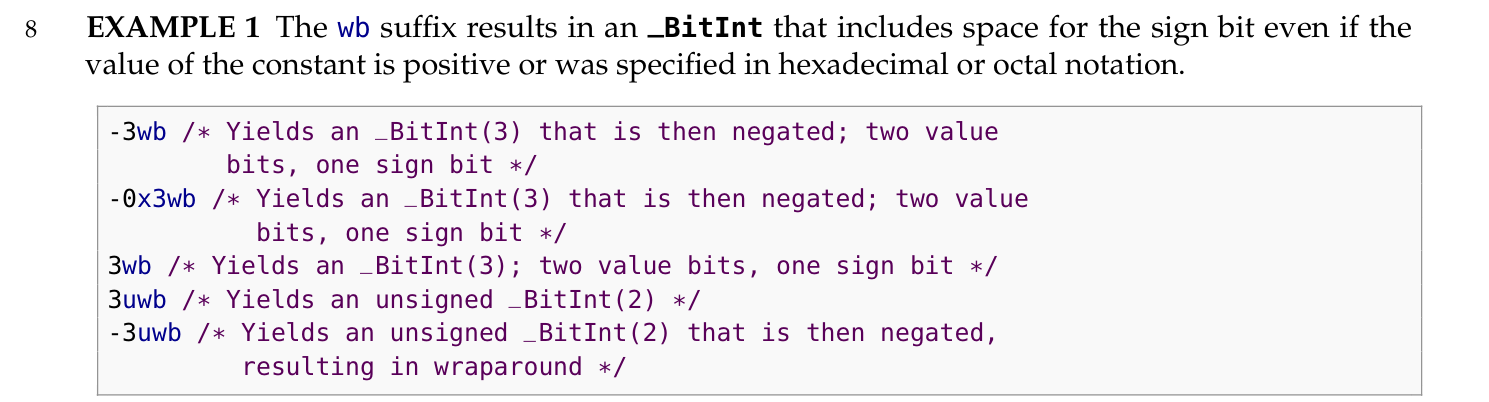 8 EXAMPLE 1 The wb suffix results in an _BitInt that includes space for the sign bit even if the
value of the constant is positive or was specified in hexadecimal or octal notation.
-3wb /* Yields an _BitInt(3) that is then negated; two value
bits, one sign bit */
-0x3wb /* Yields an _BitInt(3) that is then negated; two value
bits, one sign bit */
3wb /* Yields an _BitInt(3); two value bits, one sign bit */
3uwb /* Yields an unsigned _BitInt(2) */
-3uwb /* Yields an unsigned _BitInt(2) that is then negated,
resulting in wraparound */